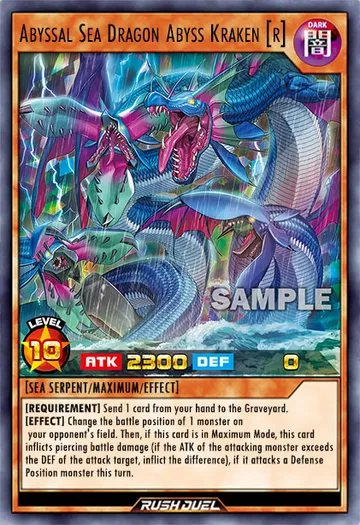 Abyssal Sea Dragon Abyss Kraken [R]
DARK
闇
SAMPLE
LEVEL
10
ATK 2300 DEF 0
[SEA SERPENT/MAXIMUM/EFFECT]
[REQUIREMENT] Send 1 card from your hand to the Graveyard.
[EFFECT] Change the battle position of 1 monster on
your opponent's field. Then, if this card is in Maximum Mode, this card
inflicts piercing battle damage (if the ATK of the attacking monster exceeds
the DEF of the attack target, inflict the difference), if it attacks a Defense
Position monster this turn.
RUSH DUEL